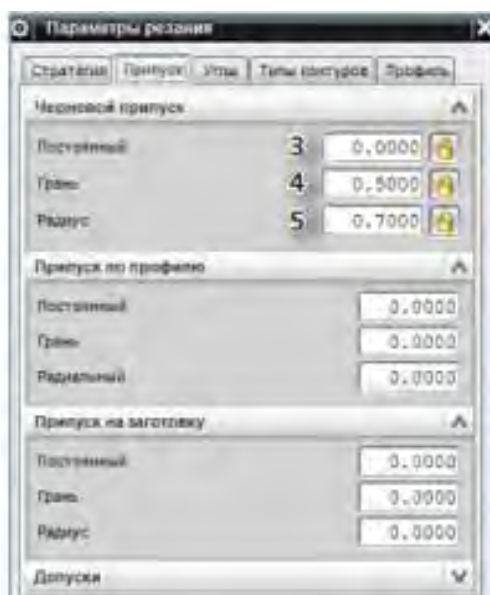 Параметры резания
Стратегия Припуск Углы Типы контуров Профиль
Черновой припуск
Постоянный 3 0.0000
Грань 4 0.5000
Радиус 5 0.7000
Припуск по профилю
Постоянный 0.0000
Грань 0.0000
Радиальный 0.0000
Припуск на заготовку
Постоянный 0.0000
Грань 0.0000
Радиус 0.0000
Допуски